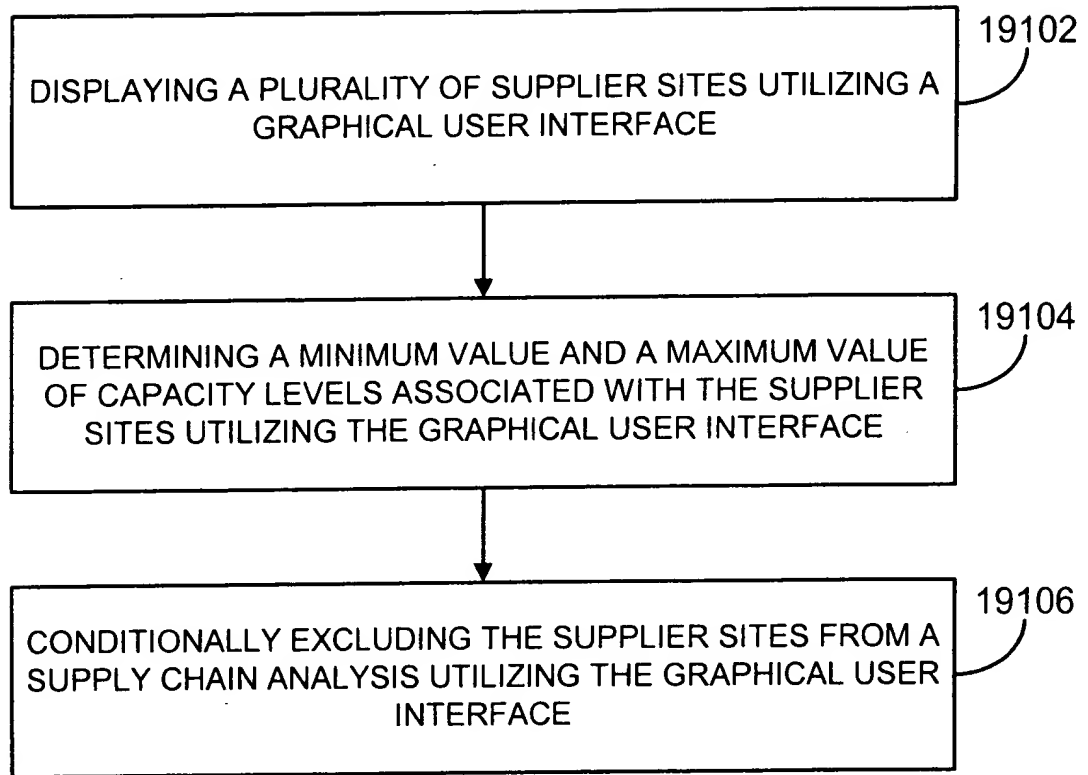 19102
DISPLAYING A PLURALITY OF SUPPLIER SITES UTILIZING A
GRAPHICAL USER INTERFACE
19104
DETERMINING A MINIMUM VALUE AND A MAXIMUM VALUE
OF CAPACITY LEVELS ASSOCIATED WITH THE SUPPLIER
SITES UTILIZING THE GRAPHICAL USER INTERFACE
19106
CONDITIONALLY EXCLUDING THE SUPPLIER SITES FROM A
SUPPLY CHAIN ANALYSIS UTILIZING THE GRAPHICAL USER
INTERFACE